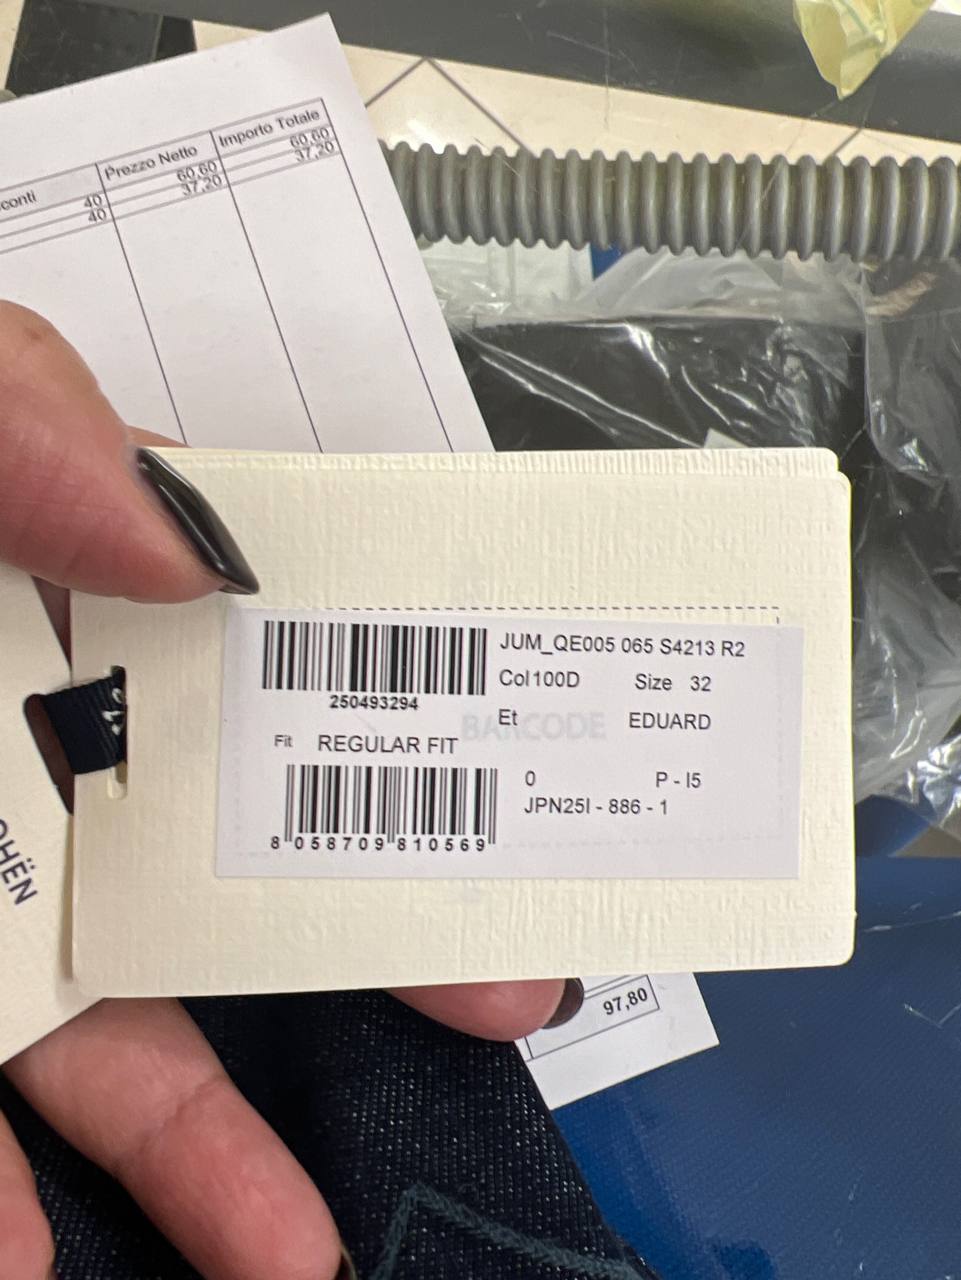 conti Prezzo Netto Importo Totale
40 60,60 60,60
40 37,20 37,20
JUM_QE005 065 S4213 R2
Col100D Size 32
250493294
Et EDUARD
BARCODE
Fit REGULAR FIT
0 P - I5
JPN25I - 886 - 1
8 058709 810569
OHËN
97,80